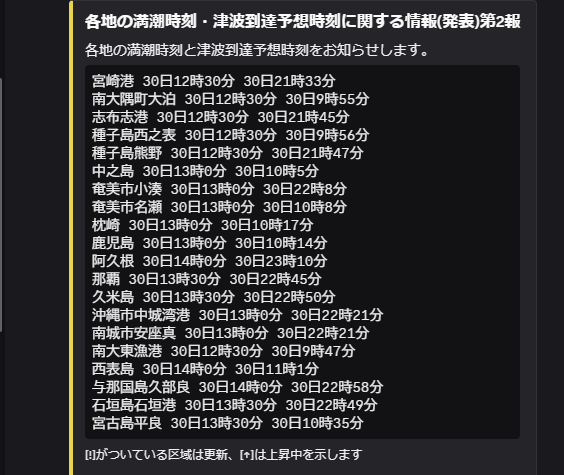 各地の満潮時刻・津波到達予想時刻に関する情報(発表)第2報
各地の満潮時刻と津波到達予想時刻をお知らせします。
宮崎港 30日12時30分 30日21時33分
南大隅町大泊 30日12時30分 30日9時55分
志布志港 30日12時30分 30日21時45分
種子島西之表 30日12時30分 30日9時56分
種子島熊野 30日12時30分 30日21時47分
中之島 30日13時0分 30日10時5分
奄美市小湊 30日13時0分 30日22時8分
奄美市名瀬 30日13時0分 30日10時8分
枕崎 30日13時0分 30日10時17分
鹿児島 30日13時0分 30日10時14分
阿久根 30日14時0分 30日23時10分
那覇 30日13時30分 30日22時45分
久米島 30日13時30分 30日22時50分
沖縄市中城湾港 30日13時0分 30日22時21分
南城市安座真 30日13時0分 30日22時21分
南大東漁港 30日12時30分 30日9時47分
西表島 30日14時0分 30日11時1分
与那国島久部良 30日14時0分 30日22時58分
石垣島石垣港 30日13時30分 30日22時49分
宮古島平良 30日13時30分 30日10時35分
[!]がついている区域は更新、[↑]は上昇中を示します